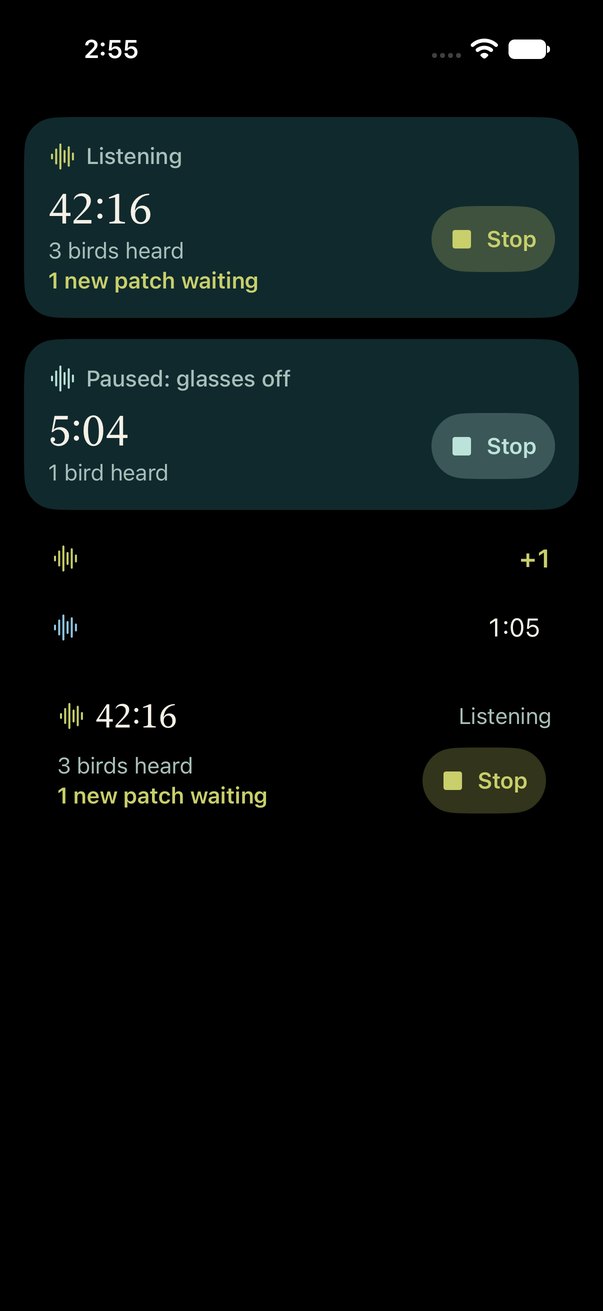 2:55
Listening
42:16
3 birds heard
1 new patch waiting
Stop
Paused: glasses off
5:04
1 bird heard
Stop
+1
1:05
42:16
Listening
3 birds heard
1 new patch waiting
Stop